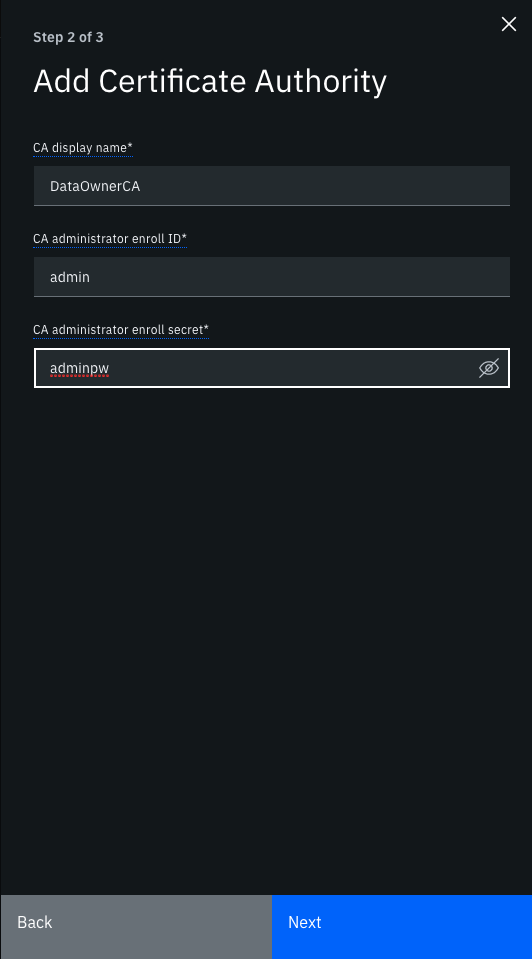 Step 2 of 3
Add Certificate Authority
CA display name*
DataOwnerCA
CA administrator enroll ID*
admin
CA administrator enroll secret*
adminpw
Back
Next